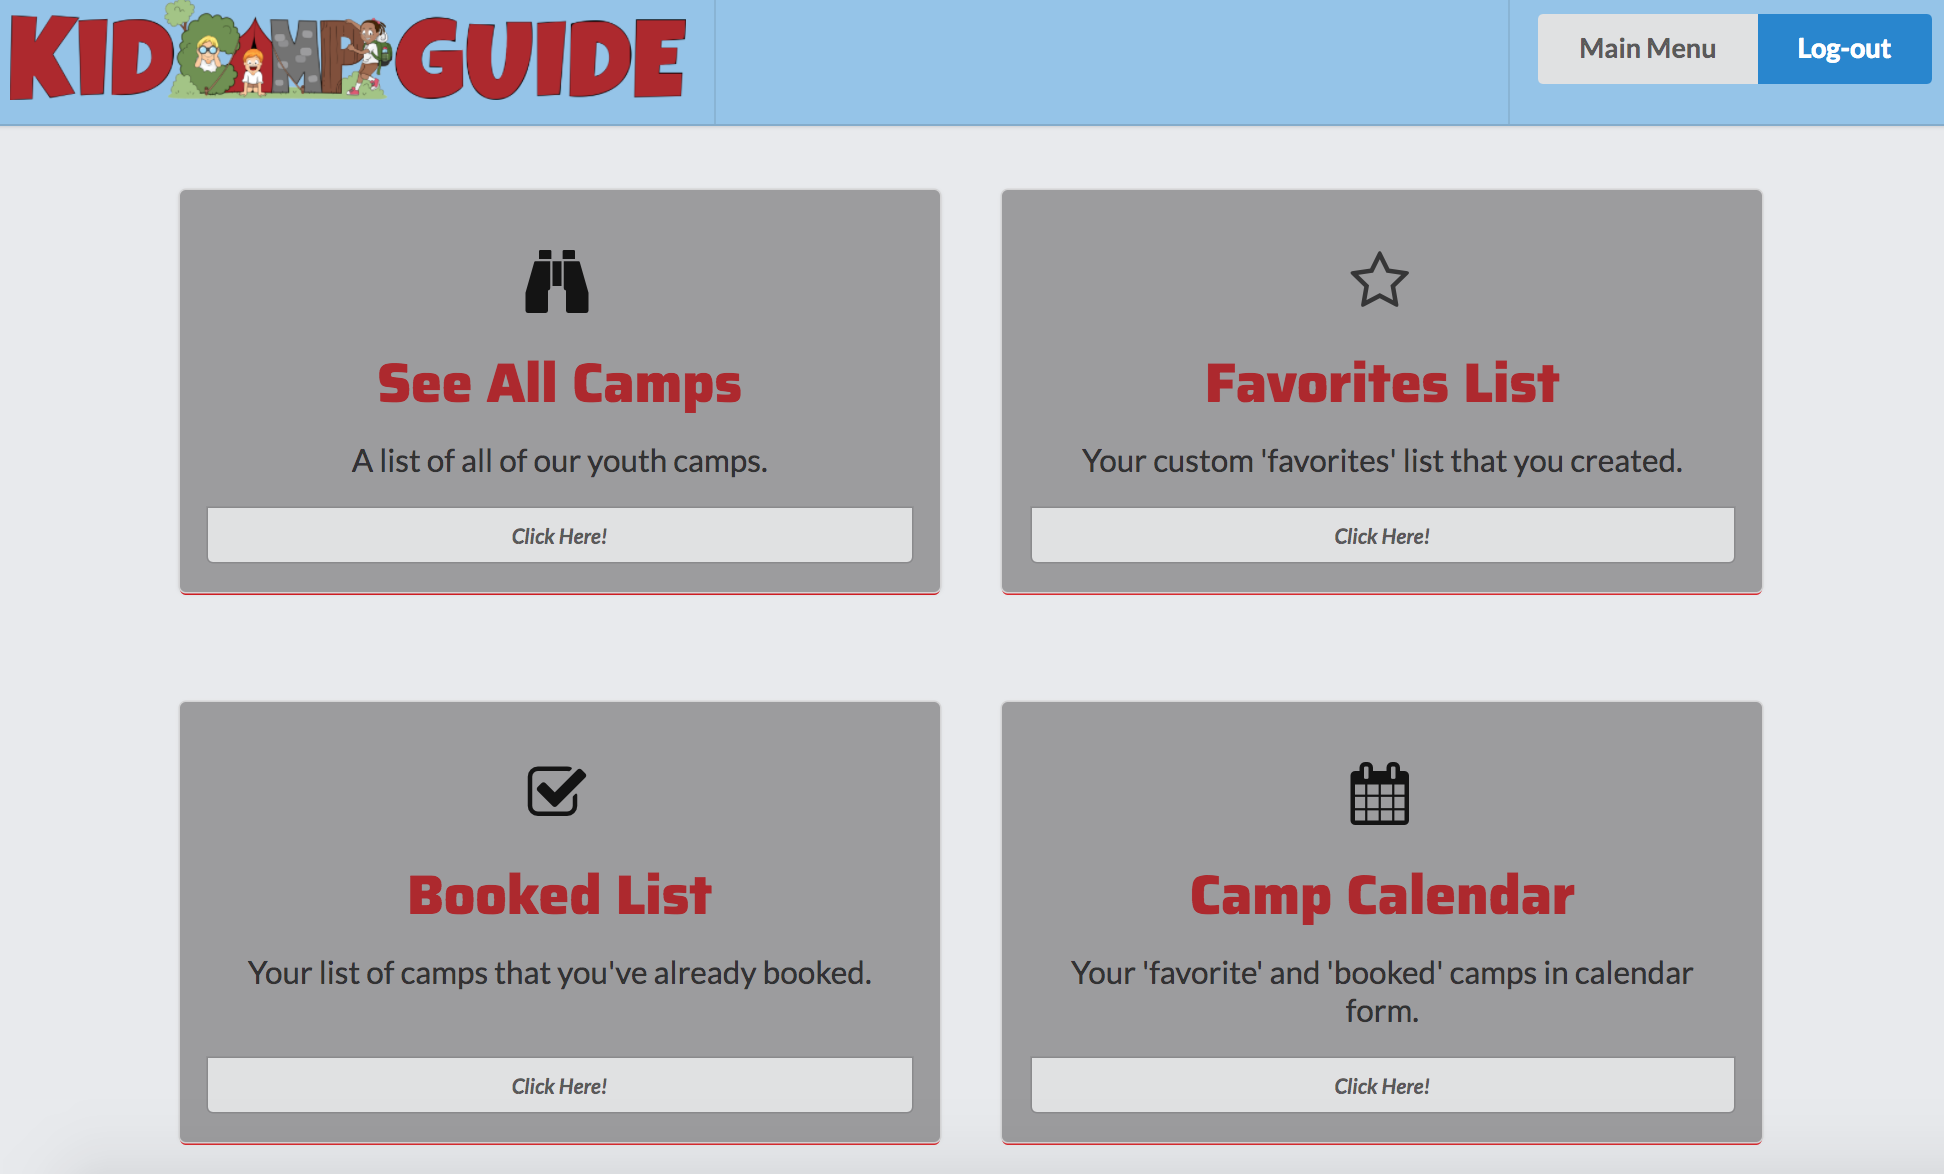 KIDCAMPGUIDE
Main Menu
Log-out
See All Camps
A list of all of our youth camps.
Click Here!
Favorites List
Your custom 'favorites' list that you created.
Click Here!
Booked List
Your list of camps that you've already booked.
Click Here!
Camp Calendar
Your 'favorite' and 'booked' camps in calendar
form.
Click Here!